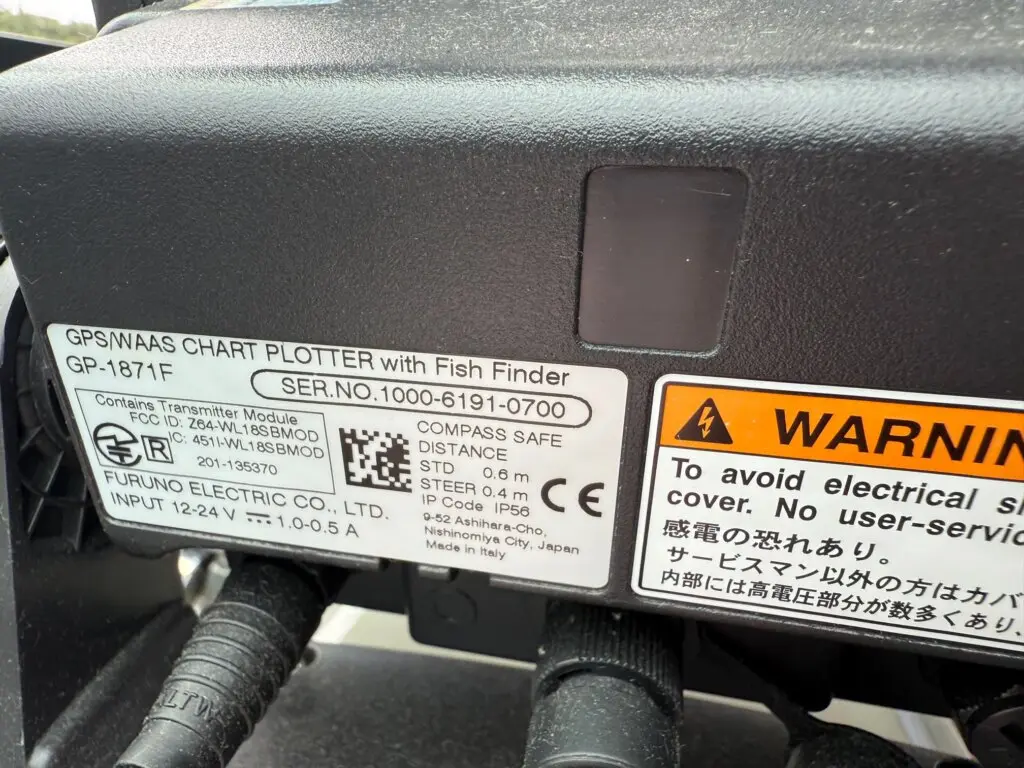 GPS/WAAS CHART PLOTTER with Fish Finder
GP-1871F
SER.NO.1000-6191-0700
Contains Transmitter Module
FCC ID: Z64-WL18SBMOD
R
IC: 451I-WL18SBMOD
201-135370
FURUNO ELECTRIC CO., LTD.
INPUT 12-24 V ⎓ 1.0-0.5 A
COMPASS SAFE
DISTANCE
STD 0.6 m
STEER 0.4 m
IP Code IP56
CE
9-52 Ashihara-Cho,
Nishinomiya City, Japan
Made in Italy
WARNIN
To avoid electrical s
cover. No user-servic
感電の恐れあり。
サービスマン以外の方はカバ
内部には高電圧部分が数多くあり、
LTW